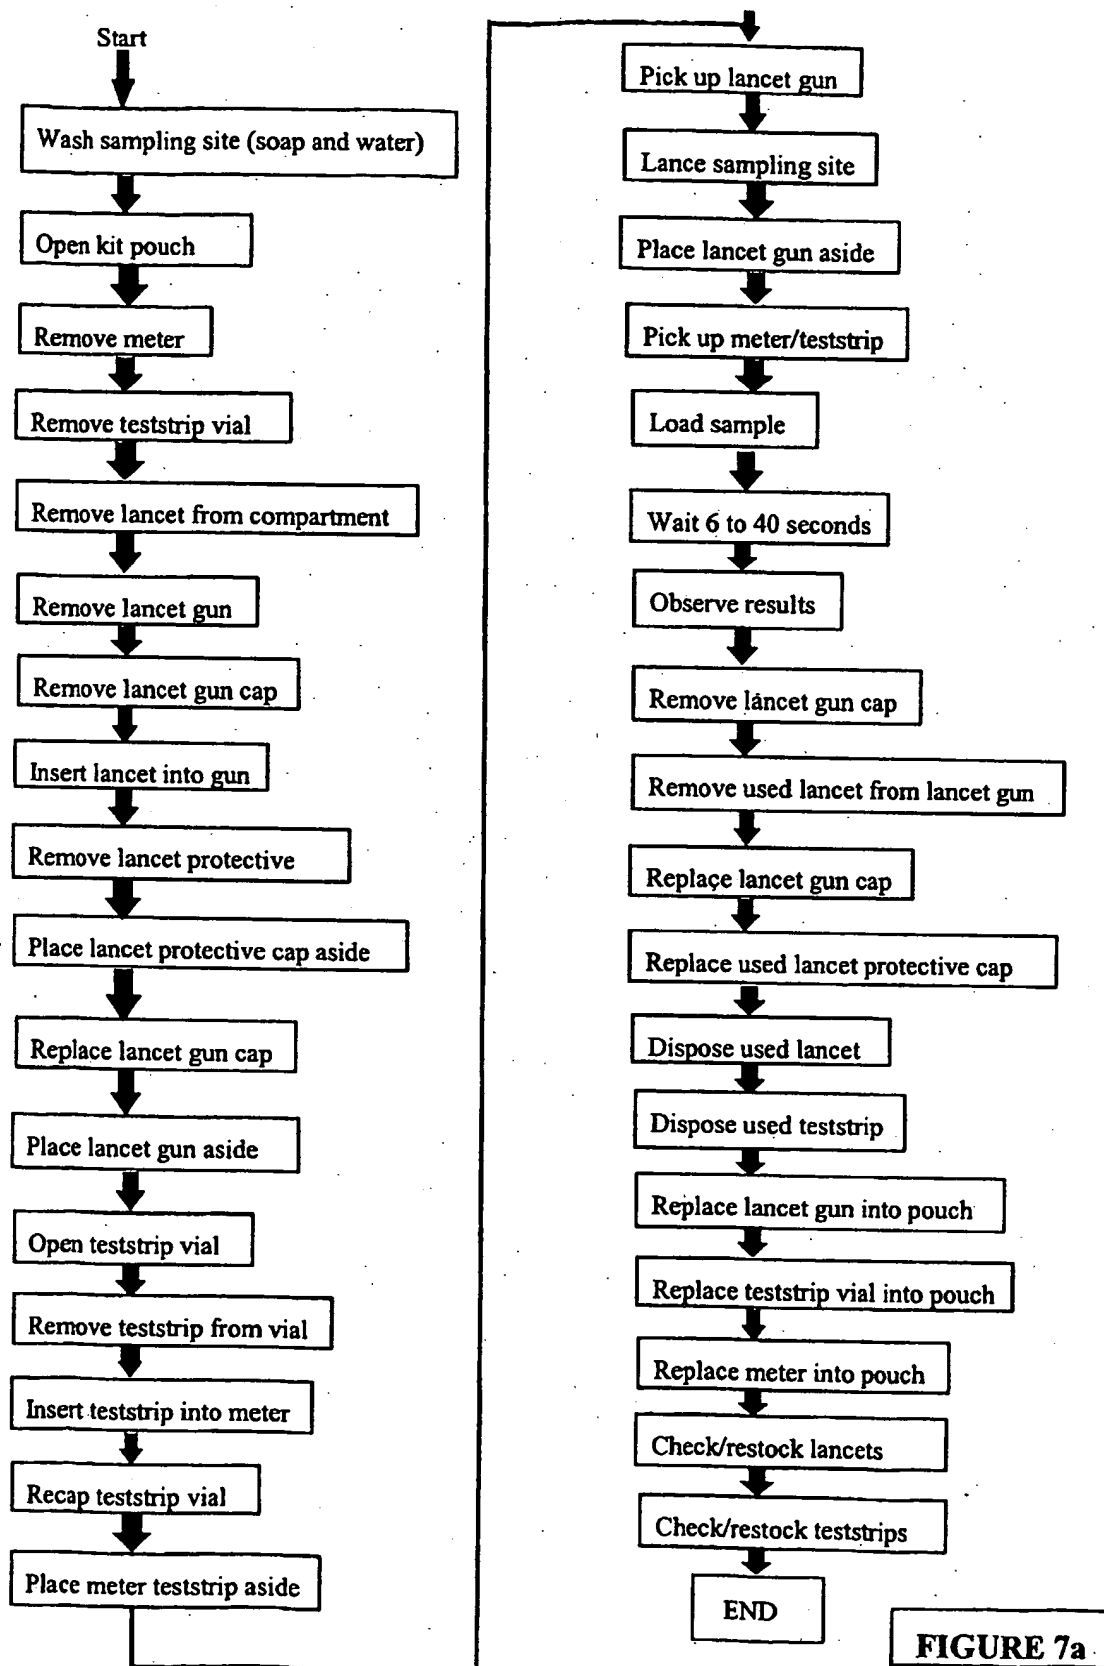 Start
Wash sampling site (soap and water)
Open kit pouch
Remove meter
Remove teststrip vial
Remove lancet from compartment
Remove lancet gun
Remove lancet gun cap
Insert lancet into gun
Remove lancet protective
Place lancet protective cap aside
Replace lancet gun cap
Place lancet gun aside
Open teststrip vial
Remove teststrip from vial
Insert teststrip into meter
Recap teststrip vial
Place meter teststrip aside
Pick up lancet gun
Lance sampling site
Place lancet gun aside
Pick up meter/teststrip
Load sample
Wait 6 to 40 seconds
Observe results
Remove lancet gun cap
Remove used lancet from lancet gun
Replace lancet gun cap
Replace used lancet protective cap
Dispose used lancet
Dispose used teststrip
Replace lancet gun into pouch
Replace teststrip vial into pouch
Replace meter into pouch
Check/restock lancets
Check/restock teststrips
END
FIGURE 7a